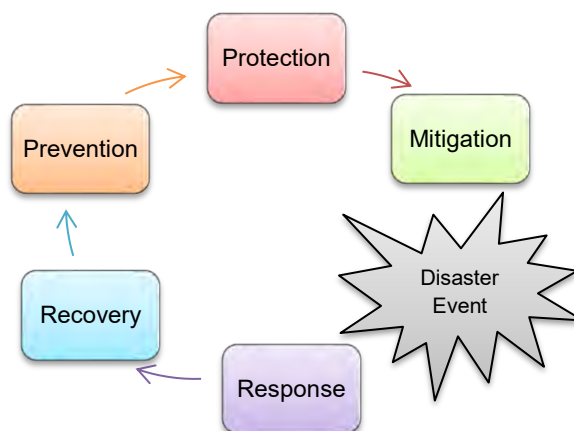 Protection
Mitigation
Prevention
Disaster
Event
Recovery
Response